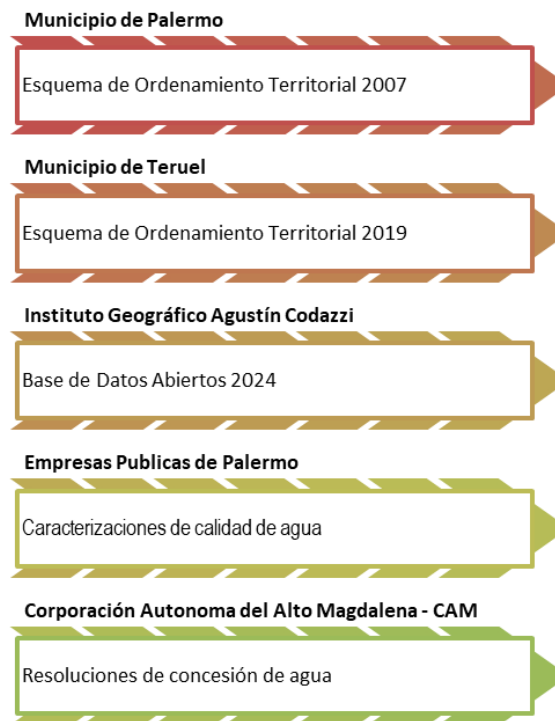 Municipio de Palermo
Esquema de Ordenamiento Territorial 2007
Municipio de Teruel
Esquema de Ordenamiento Territorial 2019
Instituto Geográfico Agustín Codazzi
Base de Datos Abiertos 2024
Empresas Publicas de Palermo
Caracterizaciones de calidad de agua
Corporación Autonoma del Alto Magdalena - CAM
Resoluciones de concesión de agua